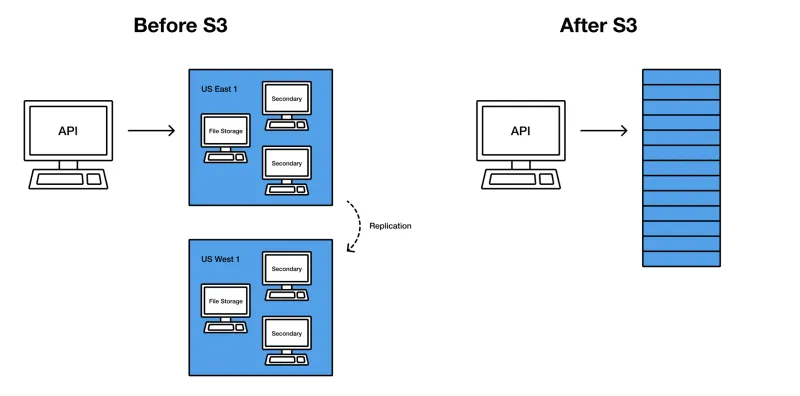 Before S3
After S3
API
US East 1
File Storage
Secondary
Secondary
Replication
US West 1
File Storage
Secondary
Secondary
API